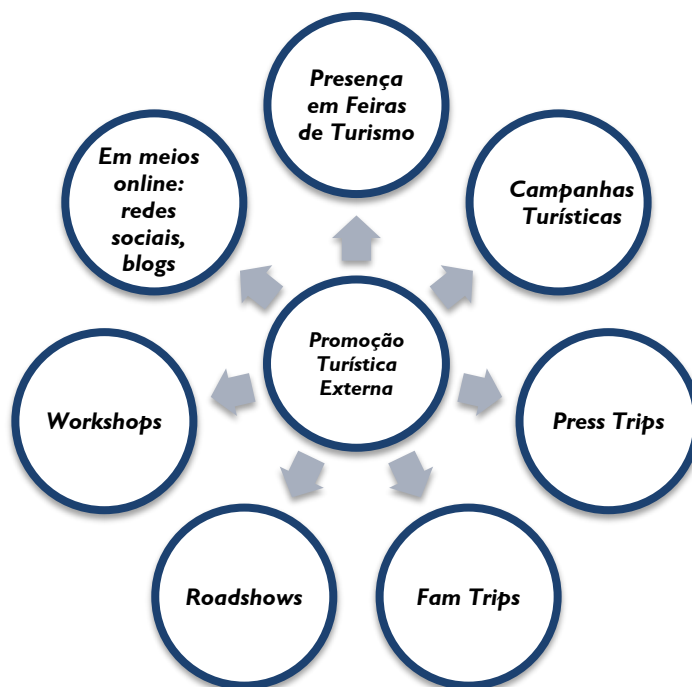 Presença
em Feiras
de Turismo
Em meios
online:
redes
sociais,
blogs
Campanhas
Turísticas
Promoção
Turística
Externa
Workshops
Press Trips
Roadshows
Fam Trips